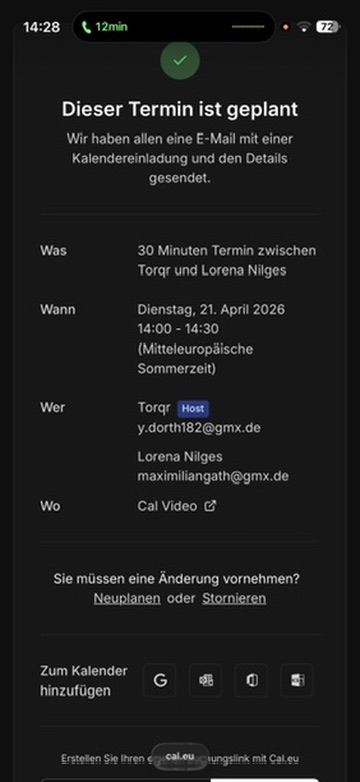 14:28
12min
72
Dieser Termin ist geplant
Wir haben allen eine E-Mail mit einer
Kalendereinladung und den Details
gesendet.
Was
30 Minuten Termin zwischen
Torqr und Lorena Nilges
Wann
Dienstag, 21. April 2026
14:00 - 14:30
(Mitteleuropäische
Sommerzeit)
Wer
Torqr Host
y.dorth182@gmx.de
Lorena Nilges
maximiliangath@gmx.de
Wo
Cal Video
Sie müssen eine Änderung vornehmen?
Neuplanen oder Stornieren
Zum Kalender
hinzufügen
G
Erstellen Sie Ihren mit Cal.eu
cal.eu